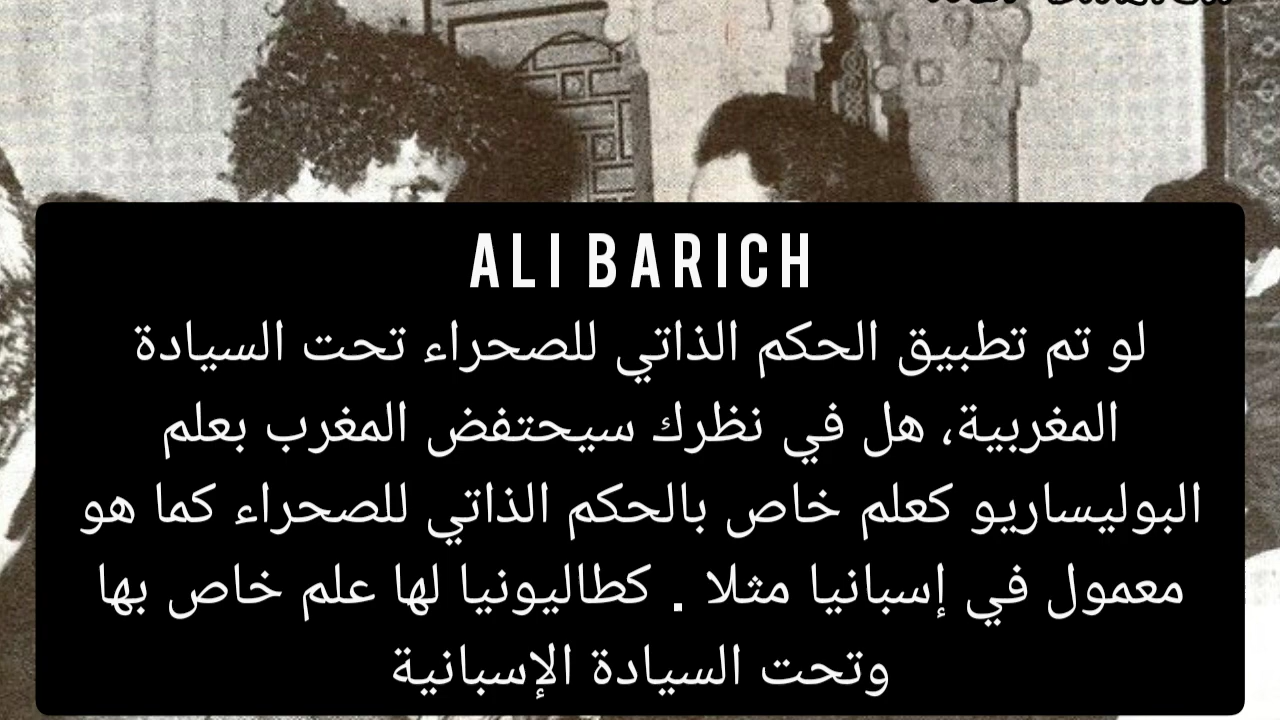 ALI BARICH
لو تم تطبيق الحكم الذاتي للصحراء تحت السيادة
المغربية، هل في نظرك سيحتفض المغرب بعلم
البوليساريو كعلم خاص بالحكم الذاتي للصحراء كما هو
معمول في إسبانيا مثلا . كطاليونيا لها علم خاص بها
وتحت السيادة الإسبانية